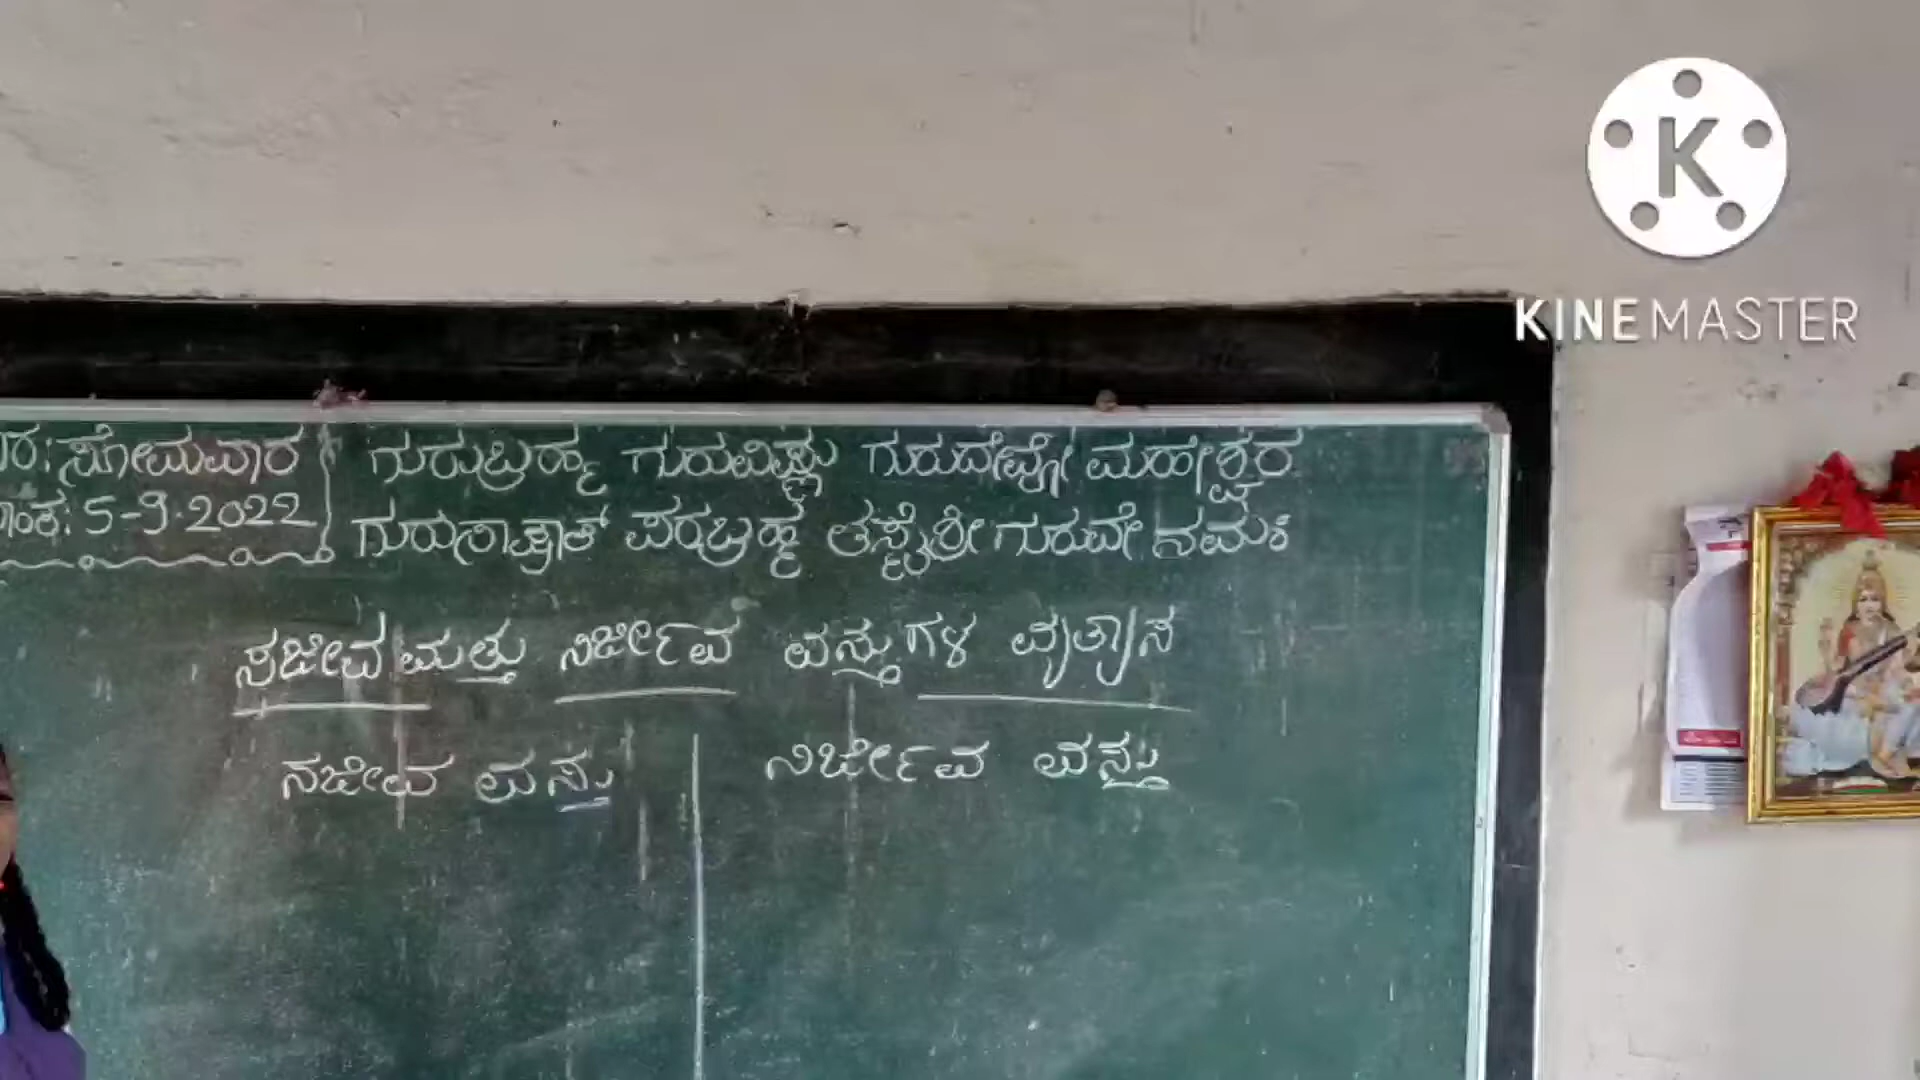 KINEMASTER
ವಾರ: ಸೋಮವಾರ
ದಿನಾಂಕ: 5-9-2022
ಗುರುಬ್ರಹ್ಮ ಗುರುವಿಷ್ಣು ಗುರುದೇವೋ ಮಹೇಶ್ವರ
ಗುರುಸಾಕ್ಷಾತ್ ಪರಬ್ರಹ್ಮ ತಸ್ಮೈಶ್ರೀ ಗುರುವೇ ನಮಃ
ಸಜೀವ ಮತ್ತು ನಿರ್ಜೀವ ವಸ್ತುಗಳ ವ್ಯತ್ಯಾಸ
ಸಜೀವ ವಸ್ತು
ನಿರ್ಜೀವ ವಸ್ತು